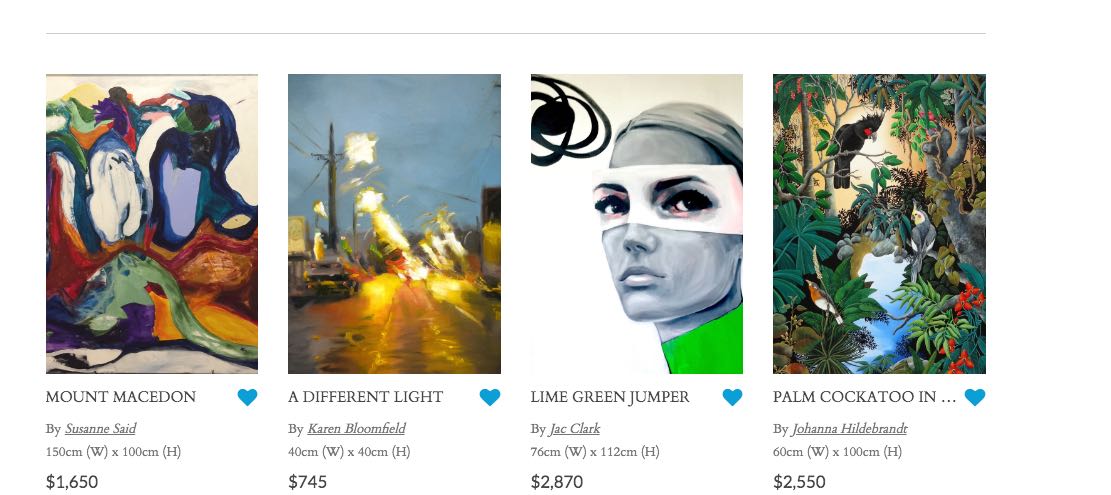 MOUNT MACEDON
By Susanne Said
150cm (W) x 100cm (H)
$1,650
A DIFFERENT LIGHT
By Karen Bloomfield
40cm (W) x 40cm (H)
$745
LIME GREEN JUMPER
By Jac Clark
76cm (W) x 112cm (H)
$2,870
PALM COCKATOO IN ...
By Johanna Hildebrandt
60cm (W) x 100cm (H)
$2,550